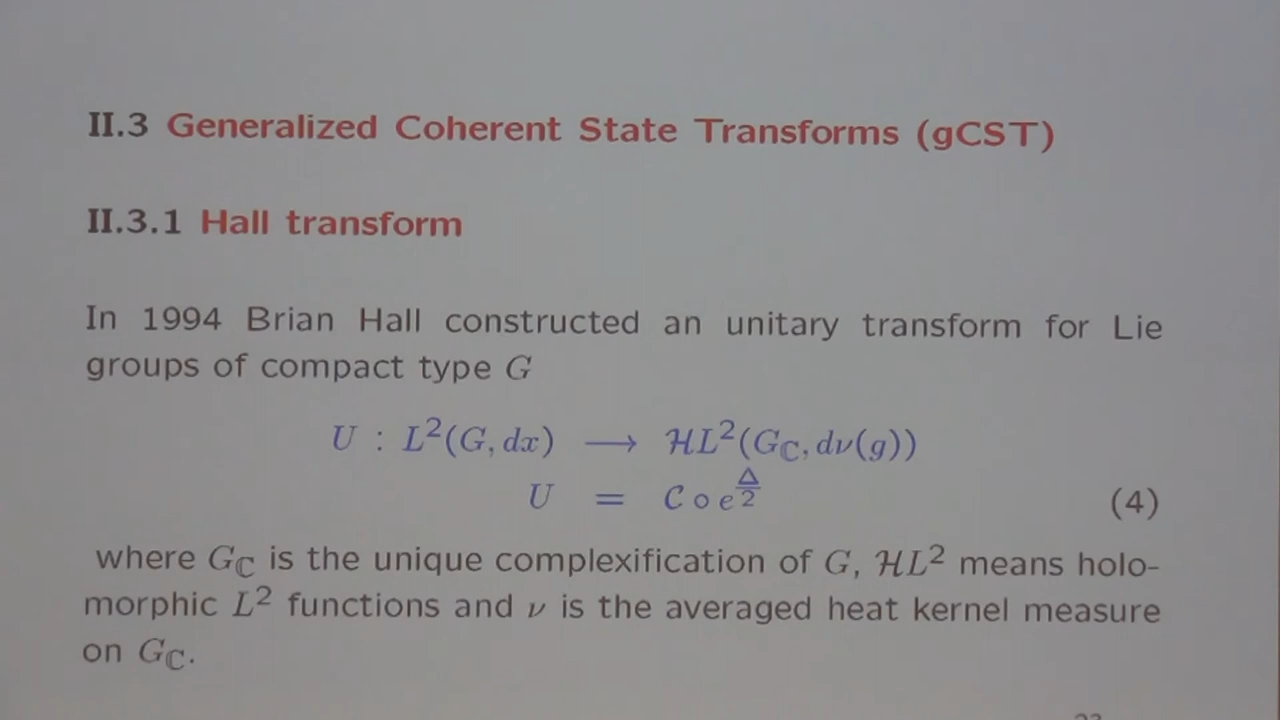 II.3 Generalized Coherent State Transforms (gCST)
II.3.1 Hall transform
In 1994 Brian Hall constructed an unitary transform for Lie
groups of compact type G
U : L²(G, dx) ⟶ ℋL²(G_ℂ, dν(g))
U = 𝒞 ∘ e^{Δ/2} (4)
where G_ℂ is the unique complexification of G, ℋL² means holo-
morphic L² functions and ν is the averaged heat kernel measure
on G_ℂ.